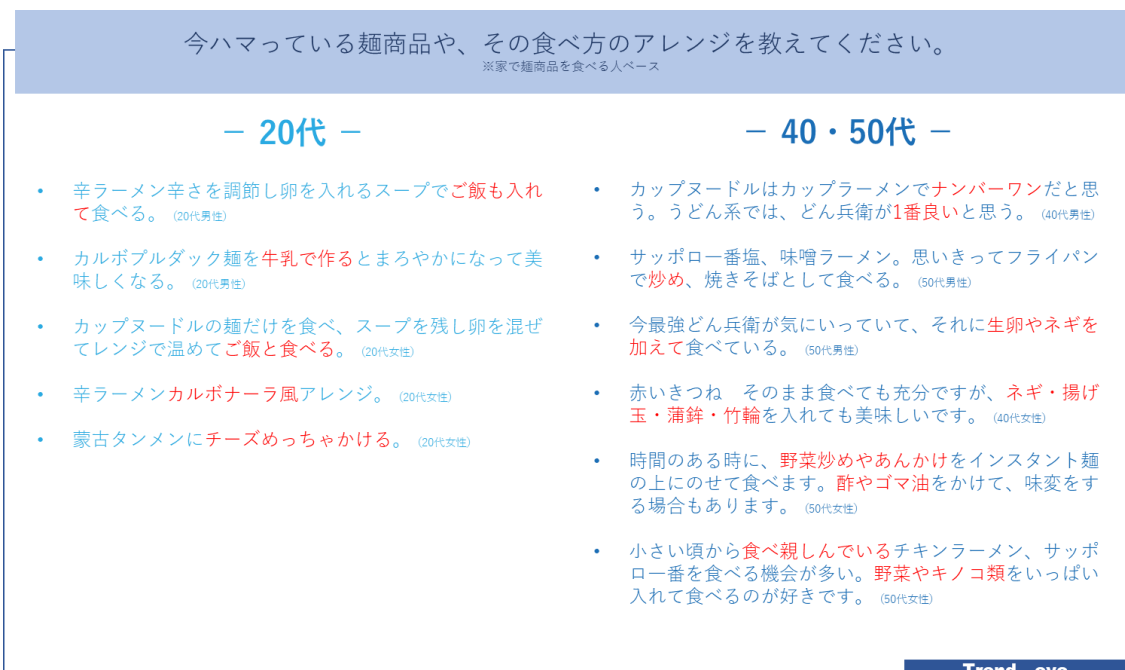 今ハマっている麺商品や、その食べ方のアレンジを教えてください。
※家で麺商品を食べる人ベース
－ 20代 －
• 辛ラーメン辛さを調節し卵を入れるスープでご飯も入れ
て食べる。（20代男性）
• カルボブルダック麺を牛乳で作るとまろやかになって美
味しくなる。（20代男性）
• カップヌードルの麺だけを食べ、スープを残し卵を混ぜ
てレンジで温めてご飯と食べる。（20代女性）
• 辛ラーメンカルボナーラ風アレンジ。（20代女性）
• 蒙古タンメンにチーズめっちゃかける。（20代女性）
－ 40・50代 －
• カップヌードルはカップラーメンでナンバーワンだと思
う。うどん系では、どん兵衛が1番良いと思う。（40代男性）
• サッポロ一番塩、味噌ラーメン。思いきってフライパン
で炒め、焼きそばとして食べる。（50代男性）
• 今最強どん兵衛が気にいっていて、それに生卵やネギを
加えて食べている。（50代男性）
• 赤いきつね　そのまま食べても充分ですが、ネギ・揚げ
玉・蒲鉾・竹輪を入れても美味しいです。（40代女性）
• 時間のある時に、野菜炒めやあんかけをインスタント麺
の上にのせて食べます。酢やゴマ油をかけて、味変をす
る場合もあります。（50代女性）
• 小さい頃から食べ親しんでいるチキンラーメン、サッポ
ロ一番を食べる機会が多い。野菜やキノコ類をいっぱい
入れて食べるのが好きです。（50代女性）